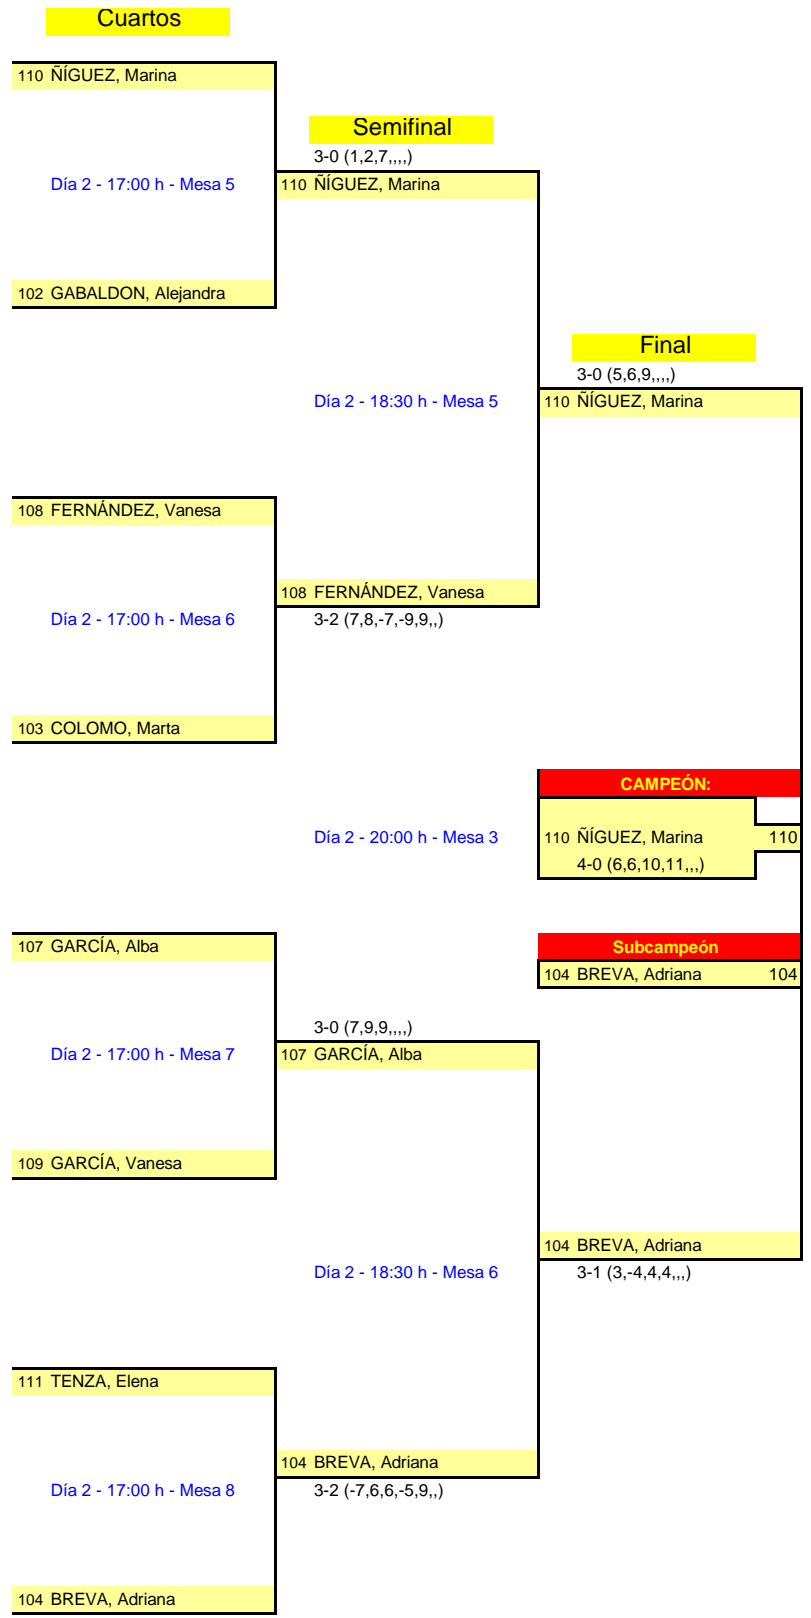 Cuartos
110 ÑÍGUEZ, Marina
Semifinal
3-0 (1,2,7,,,,)
Día 2 - 17:00 h - Mesa 5
110 ÑÍGUEZ, Marina
102 GABALDON, Alejandra
Final
3-0 (5,6,9,,,,)
Día 2 - 18:30 h - Mesa 5
110 ÑÍGUEZ, Marina
108 FERNÁNDEZ, Vanesa
108 FERNÁNDEZ, Vanesa
Día 2 - 17:00 h - Mesa 6
3-2 (7,8,-7,-9,9,,)
103 COLOMO, Marta
CAMPEÓN:
Día 2 - 20:00 h - Mesa 3
110 ÑÍGUEZ, Marina 110
4-0 (6,6,10,11,,,)
107 GARCÍA, Alba
Subcampeón
104 BREVA, Adriana 104
3-0 (7,9,9,,,,)
Día 2 - 17:00 h - Mesa 7
107 GARCÍA, Alba
109 GARCÍA, Vanesa
104 BREVA, Adriana
Día 2 - 18:30 h - Mesa 6
3-1 (3,-4,4,4,,,)
111 TENZA, Elena
104 BREVA, Adriana
Día 2 - 17:00 h - Mesa 8
3-2 (-7,6,6,-5,9,,)
104 BREVA, Adriana